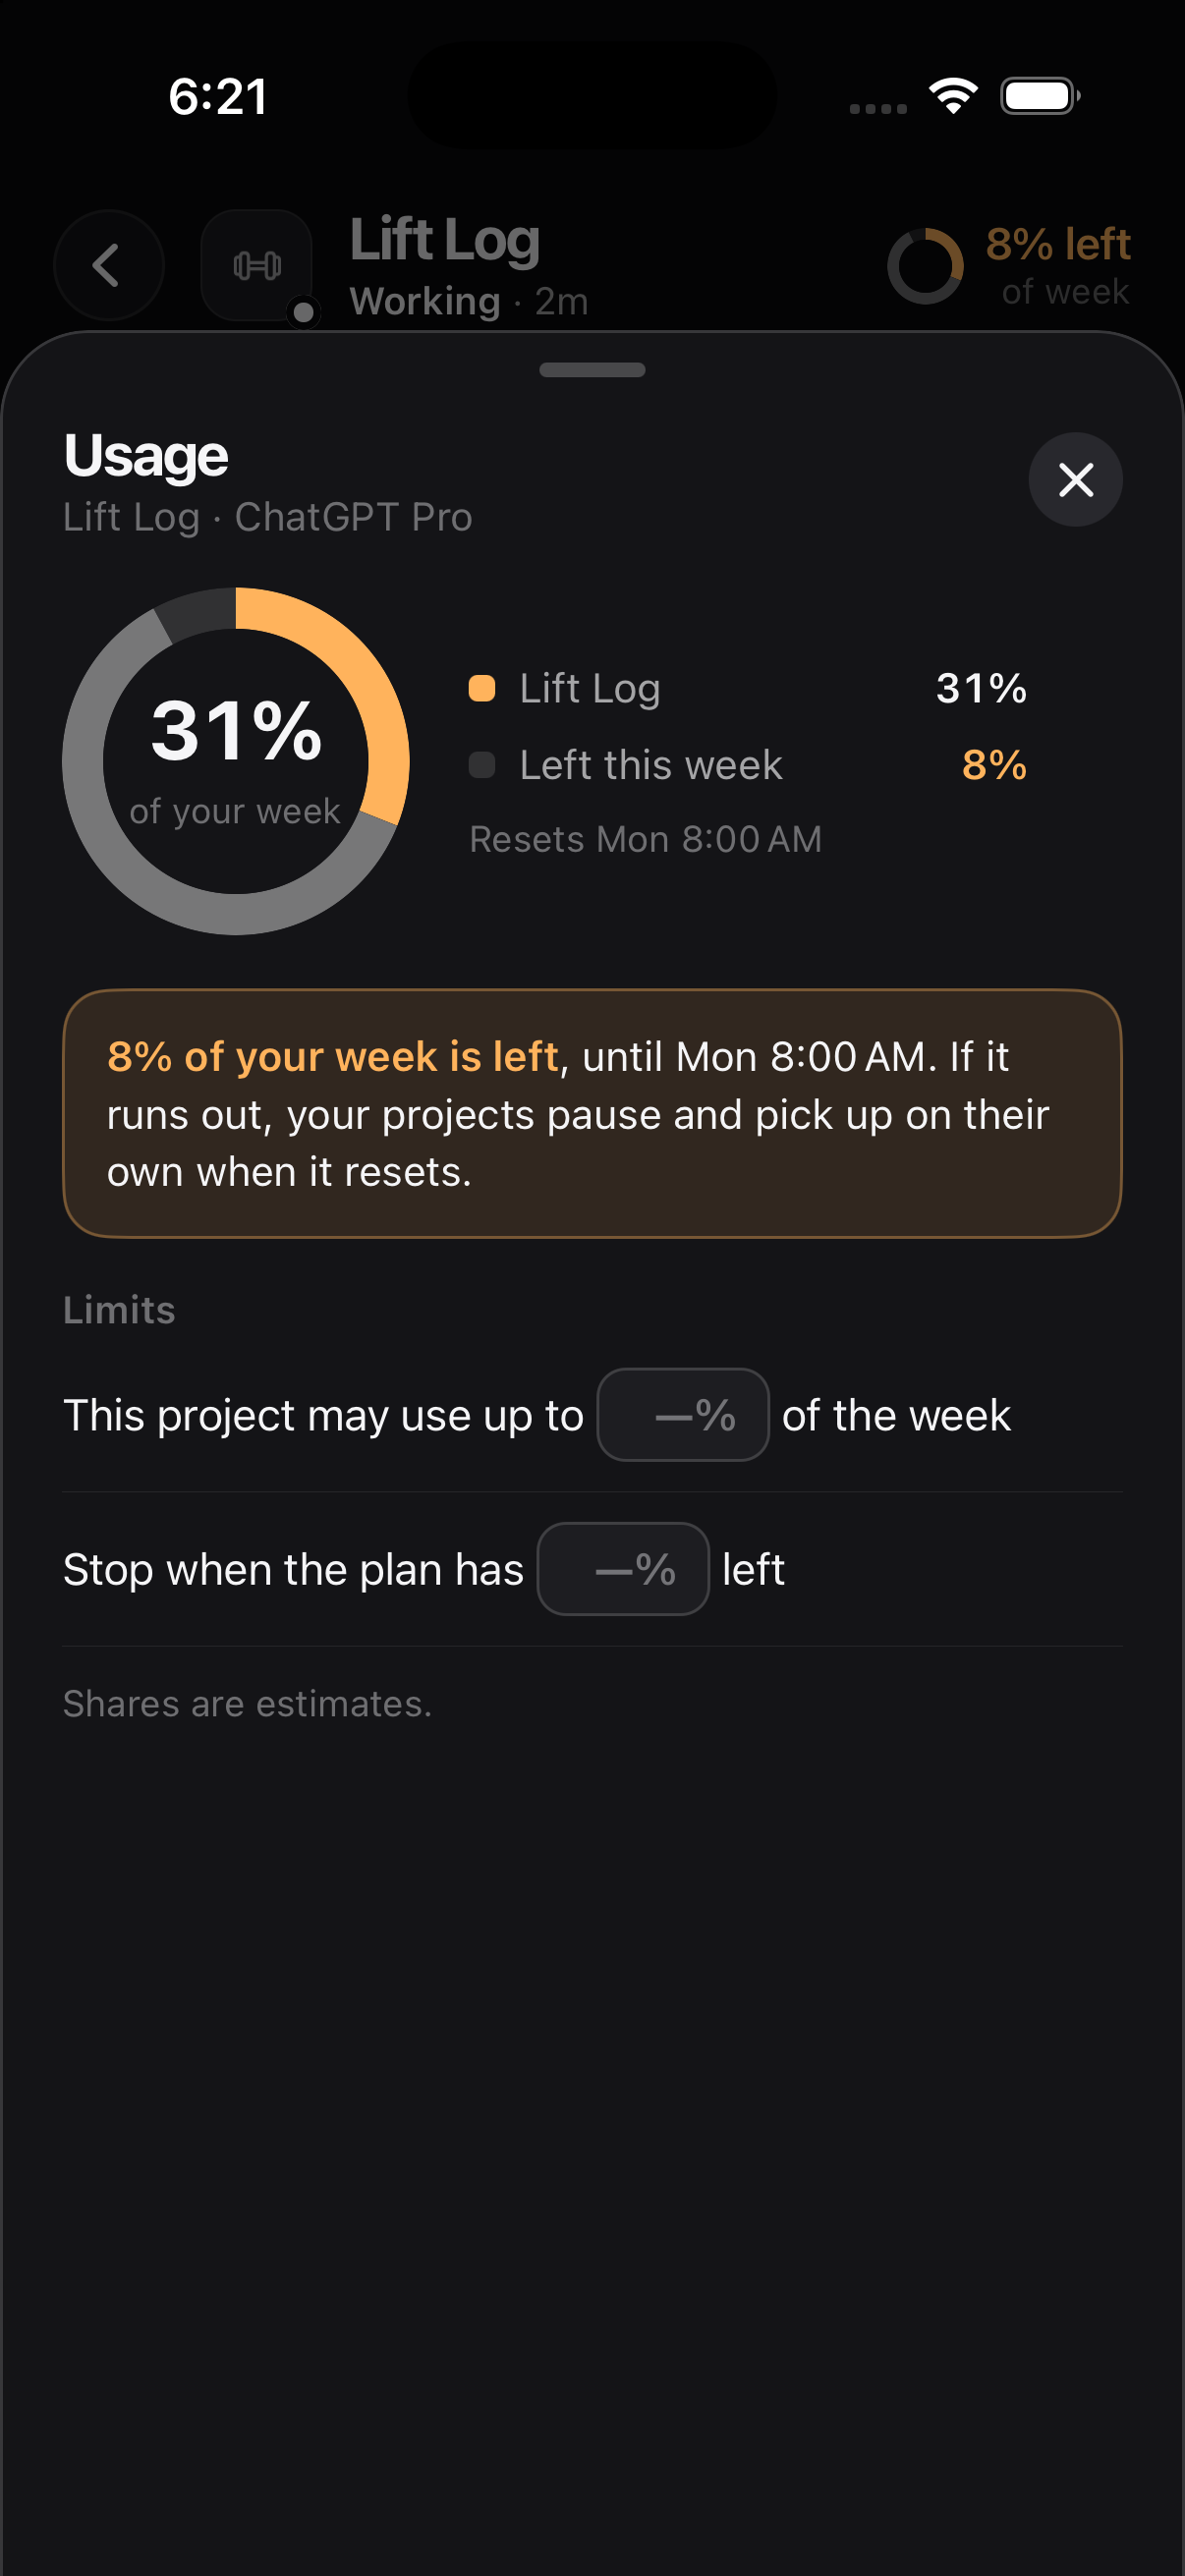 6:21
Lift Log
Working · 2m
8% left
of week
Usage
Lift Log · ChatGPT Pro
31%
of your week
Lift Log 31%
Left this week 8%
Resets Mon 8:00 AM
8% of your week is left, until Mon 8:00 AM. If it
runs out, your projects pause and pick up on their
own when it resets.
Limits
This project may use up to —% of the week
Stop when the plan has —% left
Shares are estimates.